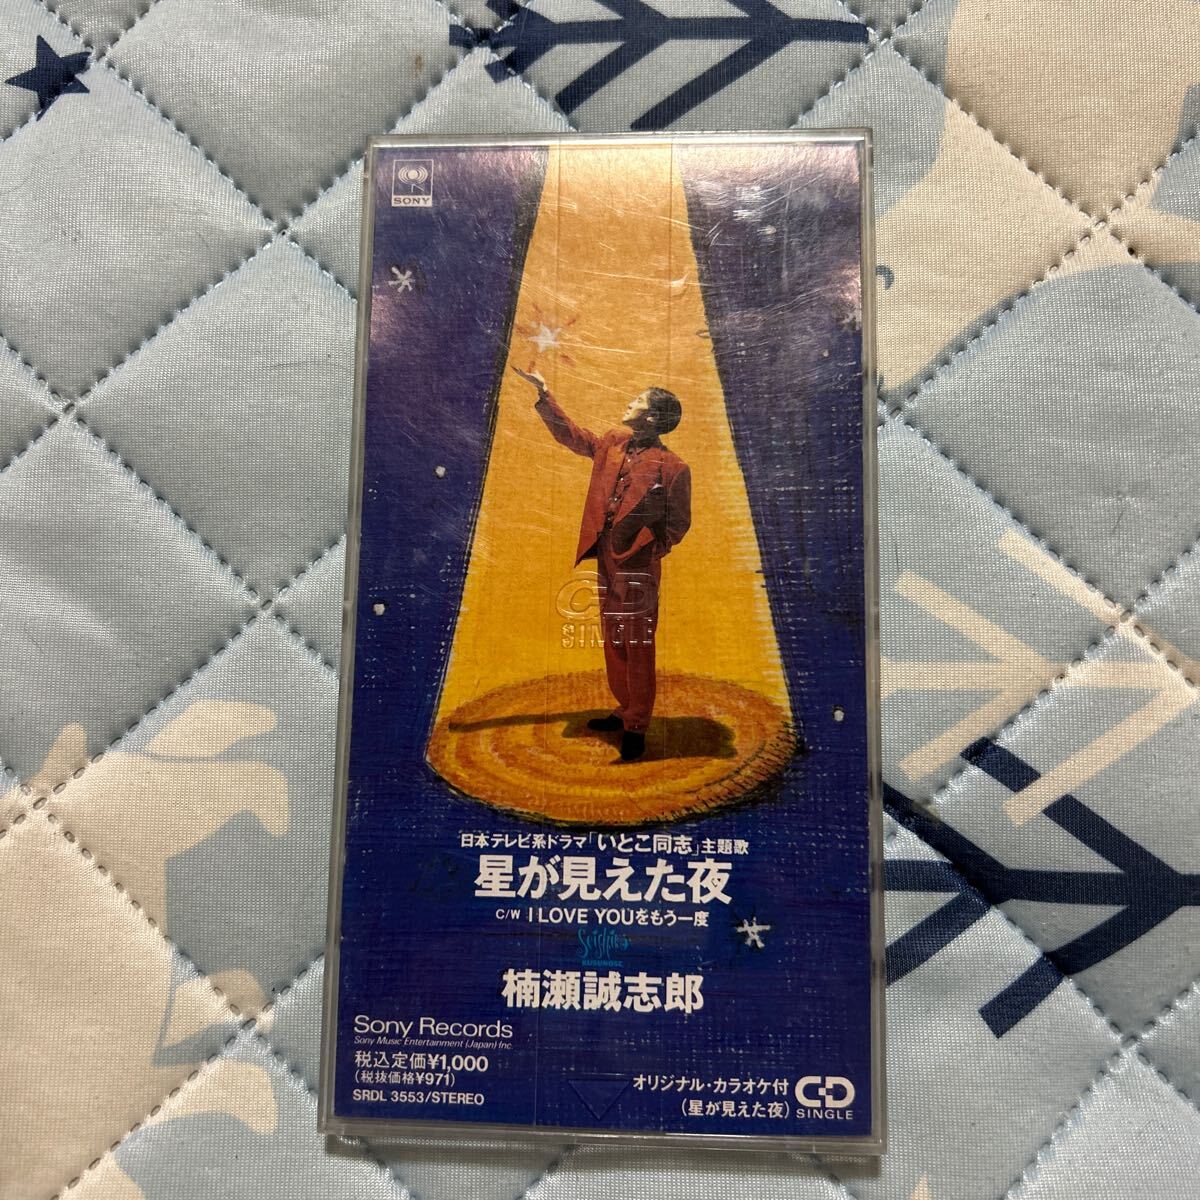 SONY
CD
SINGLE
日本テレビ系ドラマ「いとこ同志」主題歌
星が見えた夜
C/W I LOVE YOUをもう一度
Seishiro
KUSUNOSE
楠瀬誠志郎
Sony Records
Sony Music Entertainment (Japan) Inc.
税込定価¥1,000
(税抜価格¥971)
SRDL 3553/STEREO
オリジナル・カラオケ付
(星が見えた夜)
CD
SINGLE